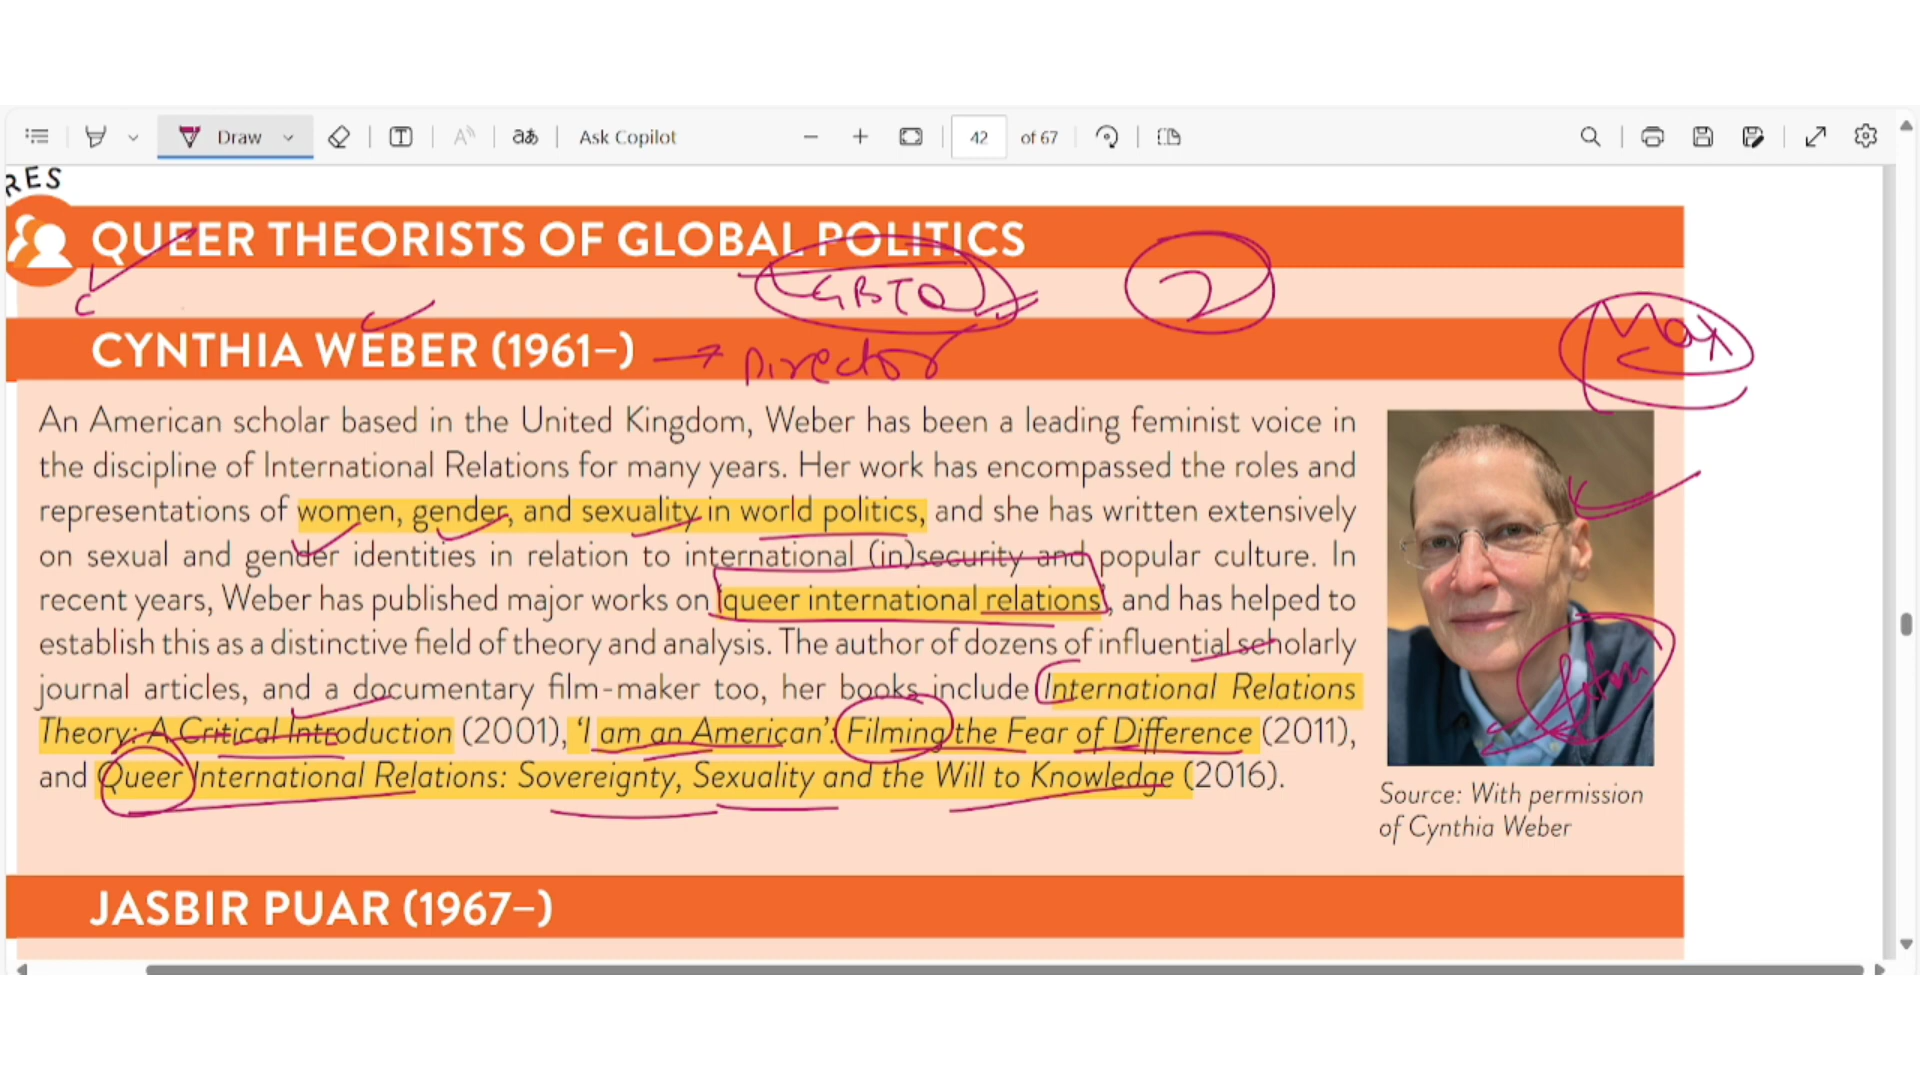 Draw
aあ
Ask Copilot
42
of 67
RES
QUEER THEORISTS OF GLOBAL POLITICS
LGBTQ
2
Max
CYNTHIA WEBER (1961–)
Director
An American scholar based in the United Kingdom, Weber has been a leading feminist voice in
the discipline of International Relations for many years. Her work has encompassed the roles and
representations of women, gender, and sexuality in world politics, and she has written extensively
on sexual and gender identities in relation to international (in)security and popular culture. In
recent years, Weber has published major works on 'queer international relations', and has helped to
establish this as a distinctive field of theory and analysis. The author of dozens of influential scholarly
journal articles, and a documentary film-maker too, her books include International Relations
Theory: A Critical Introduction (2001), 'I am an American': Filming the Fear of Difference (2011),
and Queer International Relations: Sovereignty, Sexuality and the Will to Knowledge (2016).
Source: With permission
of Cynthia Weber
JASBIR PUAR (1967–)